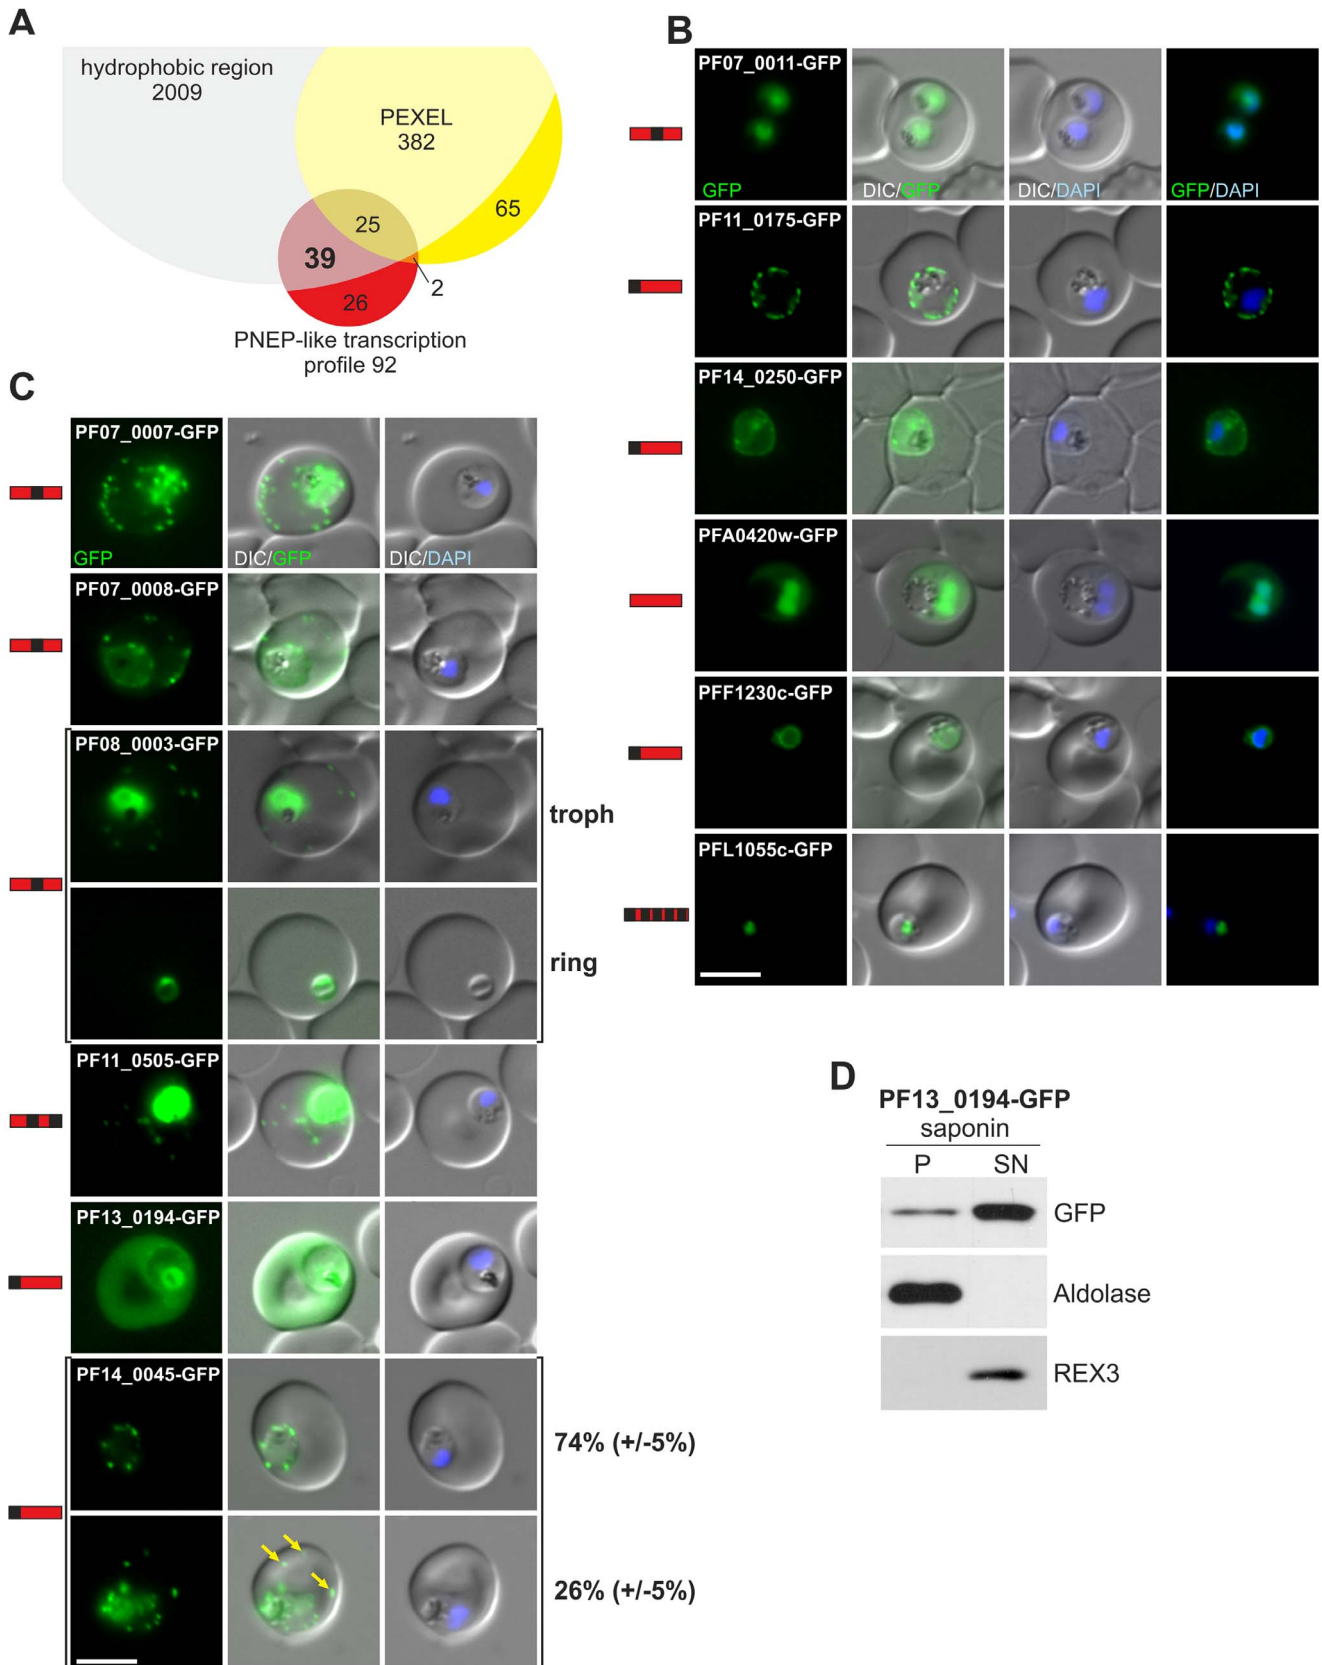 A
hydrophobic region
2009
PEXEL
382
65
25
39
2
26
PNEP-like transcription
profile 92
B
PF07_0011-GFP
GFP
DIC/GFP
DIC/DAPI
GFP/DAPI
PF11_0175-GFP
PF14_0250-GFP
PFA0420w-GFP
PFF1230c-GFP
PFL1055c-GFP
C
PF07_0007-GFP
GFP
DIC/GFP
DIC/DAPI
PF07_0008-GFP
PF08_0003-GFP
troph
ring
PF11_0505-GFP
PF13_0194-GFP
PF14_0045-GFP
74% (+/-5%)
26% (+/-5%)
D
PF13_0194-GFP
saponin
P SN
GFP
Aldolase
REX3